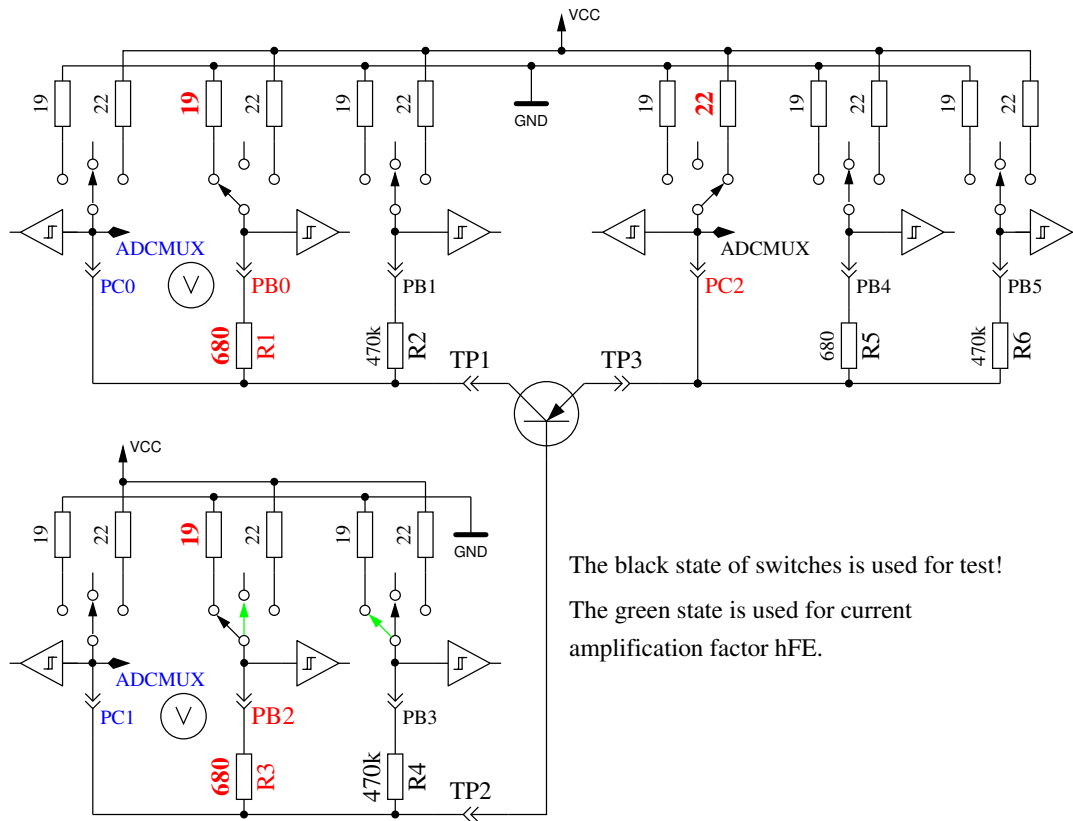 VCC
19
22
19
22
19
22
GND
19
22
19
22
19
22
ADCMUX
ADCMUX
PC0
V
PB0
PB1
PC2
PB4
PB5
680
R1
470k
R2
680
R5
470k
R6
TP1
TP3
VCC
19
22
19
22
19
22
GND
The black state of switches is used for test!
The green state is used for current
amplification factor hFE.
ADCMUX
PC1
V
PB2
PB3
680
R3
470k
R4
TP2